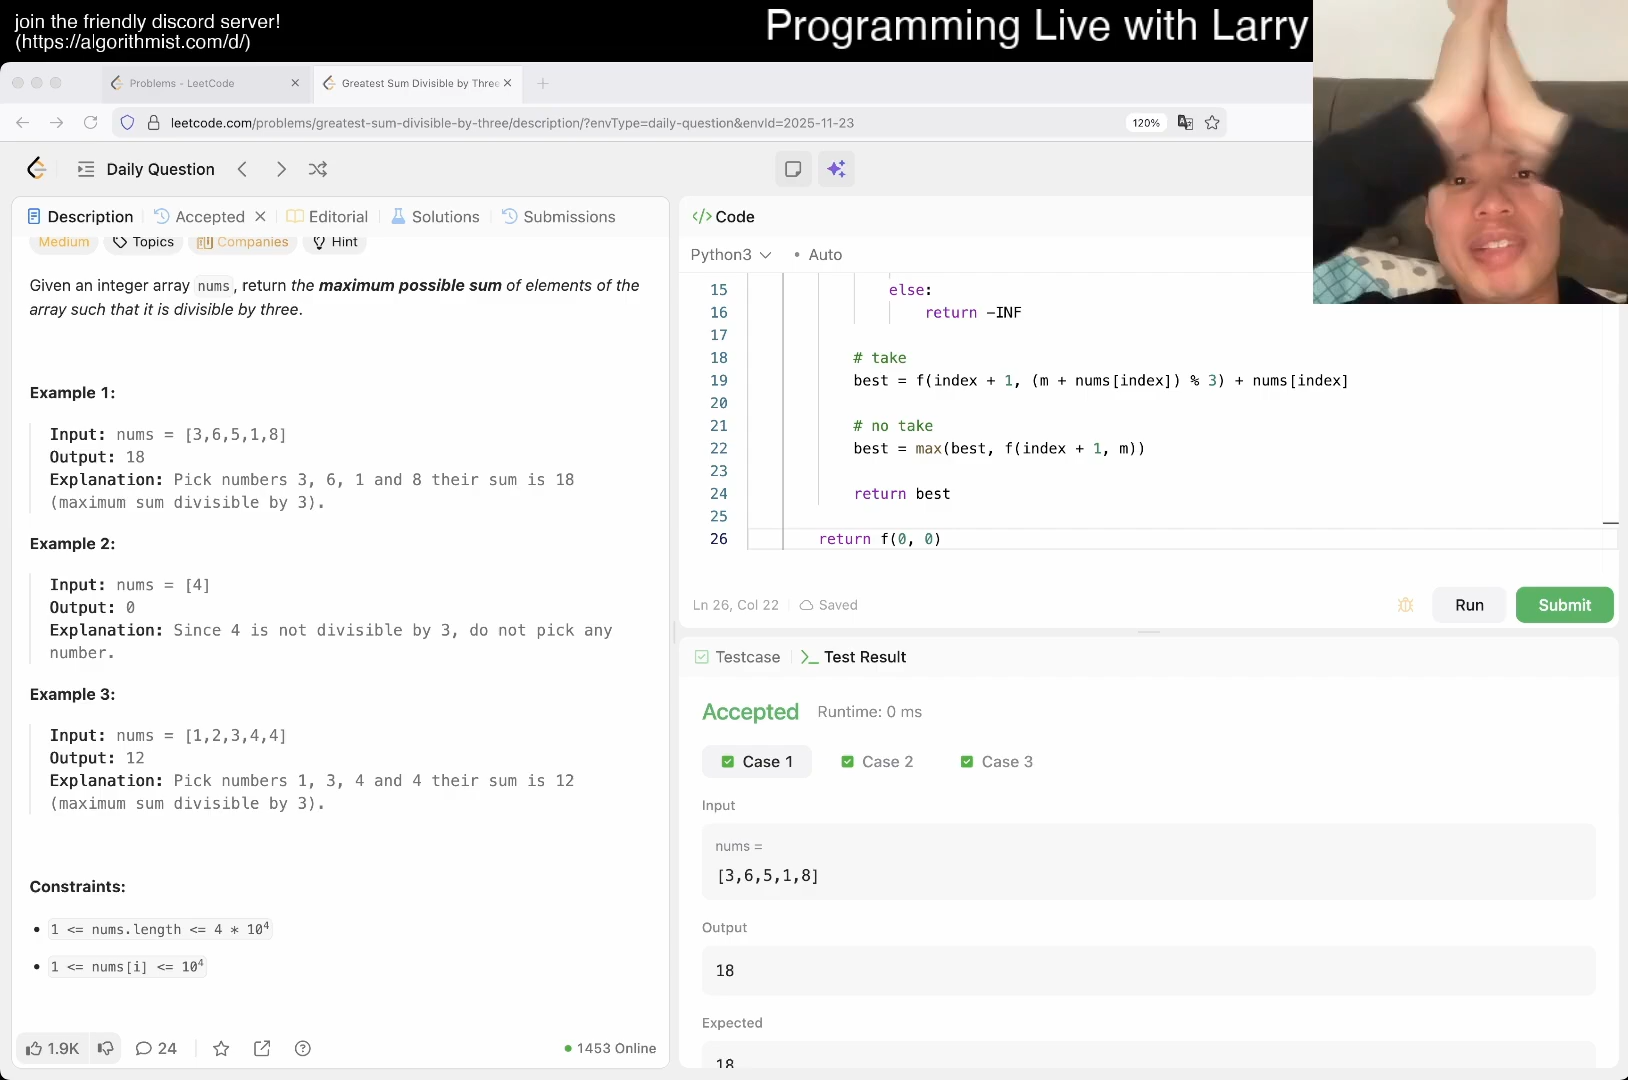 join the friendly discord server!
(https://algorithmist.com/d/)
Programming Live with Larry
Problems - LeetCode
Greatest Sum Divisible by Three
leetcode.com/problems/greatest-sum-divisible-by-three/description/?envType=daily-question&envId=2025-11-23
120%
Daily Question
Description
Accepted
Editorial
Solutions
Submissions
Medium
Topics
Companies
Hint
Given an integer array nums, return the maximum possible sum of elements of the
array such that it is divisible by three.
Example 1:
Input: nums = [3,6,5,1,8]
Output: 18
Explanation: Pick numbers 3, 6, 1 and 8 their sum is 18
(maximum sum divisible by 3).
Example 2:
Input: nums = [4]
Output: 0
Explanation: Since 4 is not divisible by 3, do not pick any
number.
Example 3:
Input: nums = [1,2,3,4,4]
Output: 12
Explanation: Pick numbers 1, 3, 4 and 4 their sum is 12
(maximum sum divisible by 3).
Constraints:
• 1 <= nums.length <= 4 * 10⁴
• 1 <= nums[i] <= 10⁴
1.9K
24
1453 Online
</> Code
Python3
• Auto
15 else:
16 return -INF
17
18 # take
19 best = f(index + 1, (m + nums[index]) % 3) + nums[index]
20
21 # no take
22 best = max(best, f(index + 1, m))
23
24 return best
25
26 return f(0, 0)
Ln 26, Col 22
Saved
Run
Submit
Testcase
Test Result
Accepted
Runtime: 0 ms
Case 1
Case 2
Case 3
Input
nums =
[3,6,5,1,8]
Output
18
Expected
18